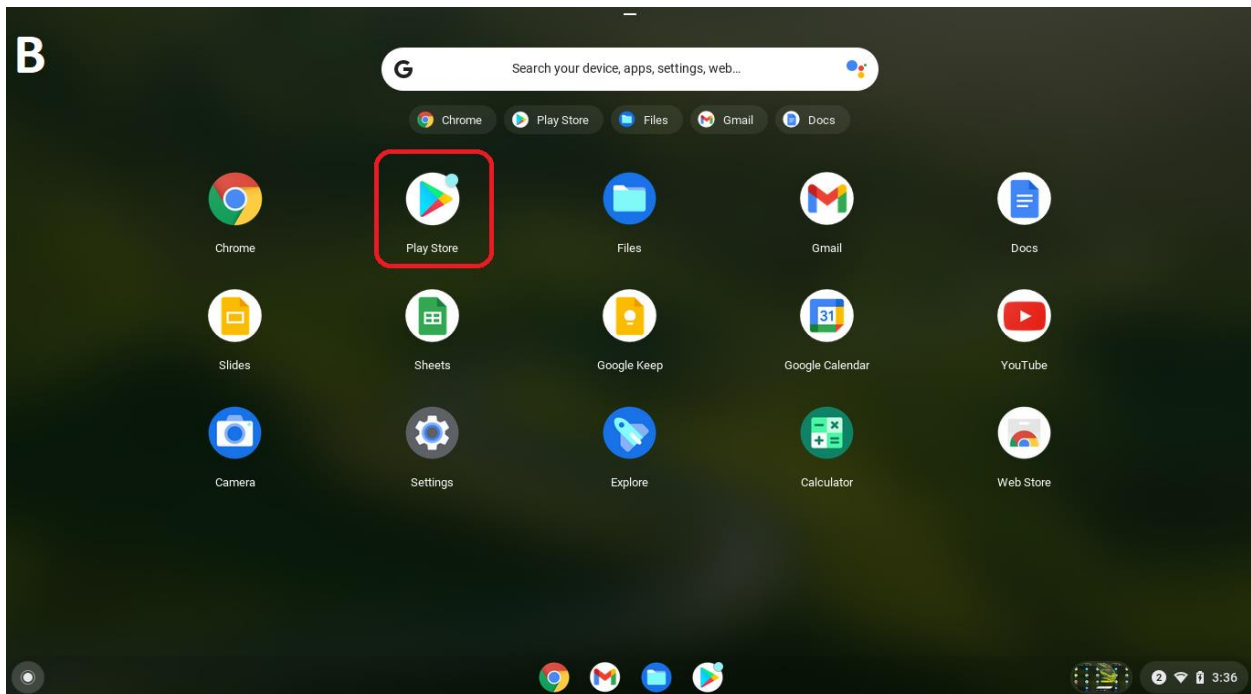 B
G Search your device, apps, settings, web...
Chrome Play Store Files Gmail Docs
Chrome Play Store Files Gmail Docs
31
Slides Sheets Google Keep Google Calendar YouTube
Camera Settings Explore Calculator Web Store
2 3:36